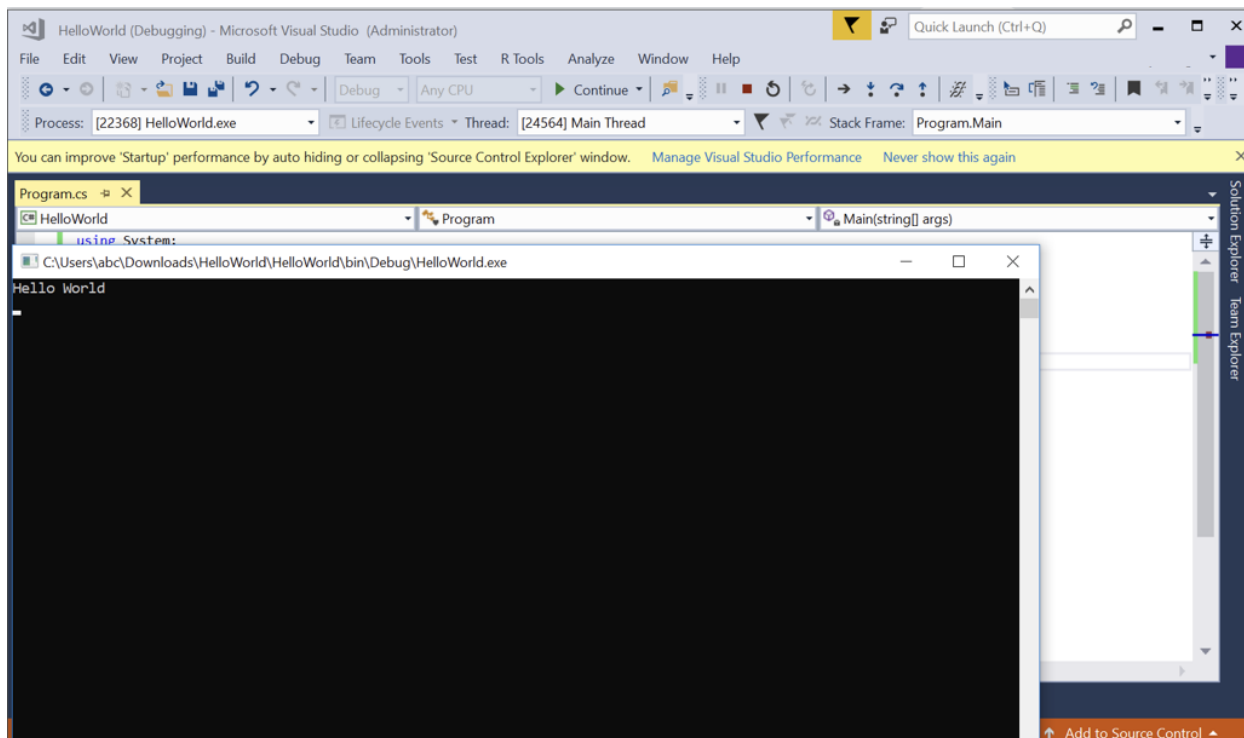 HelloWorld (Debugging) - Microsoft Visual Studio (Administrator)
Quick Launch (Ctrl+Q)
File Edit View Project Build Debug Team Tools Test R Tools Analyze Window Help
Debug Any CPU Continue
Process: [22368] HelloWorld.exe Lifecycle Events Thread: [24564] Main Thread Stack Frame: Program.Main
You can improve 'Startup' performance by auto hiding or collapsing 'Source Control Explorer' window. Manage Visual Studio Performance Never show this again
Program.cs
C# HelloWorld Program Main(string[] args)
using System;
C:\Users\abc\Downloads\HelloWorld\HelloWorld\bin\Debug\HelloWorld.exe
Hello World
Solution Explorer
Team Explorer
Add to Source Control